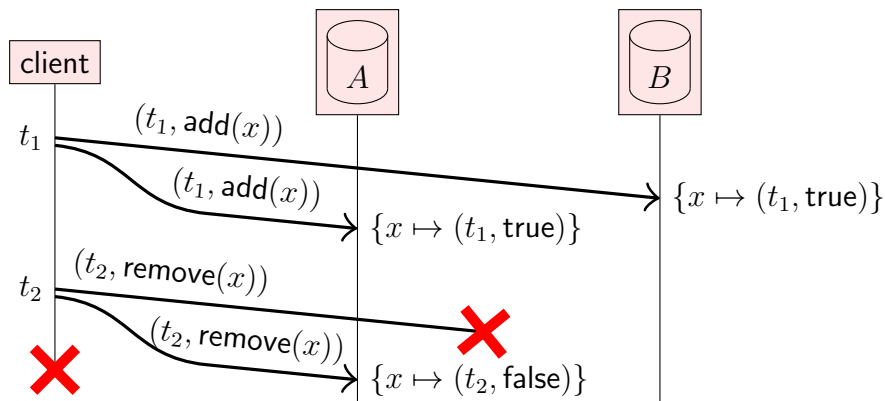 client
A
B
t₁
(t₁, add(x))
(t₁, add(x))
{x ↦ (t₁, true)}
{x ↦ (t₁, true)}
t₂
(t₂, remove(x))
(t₂, remove(x))
{x ↦ (t₂, false)}